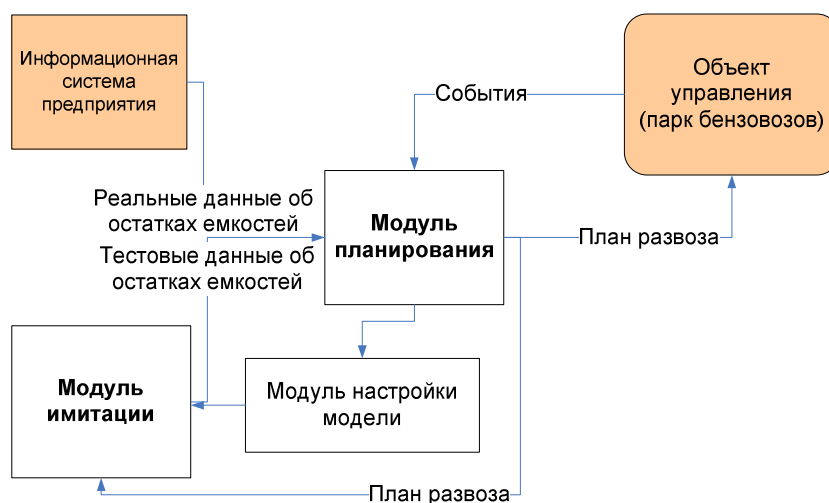 Информационная
система
предприятия
Объект
управления
(парк бензовозов)
События
Реальные данные об
остатках емкостей
Тестовые данные об
остатках емкостей
Модуль
планирования
План развоза
Модуль
имитации
Модуль настройки
модели
План развоза